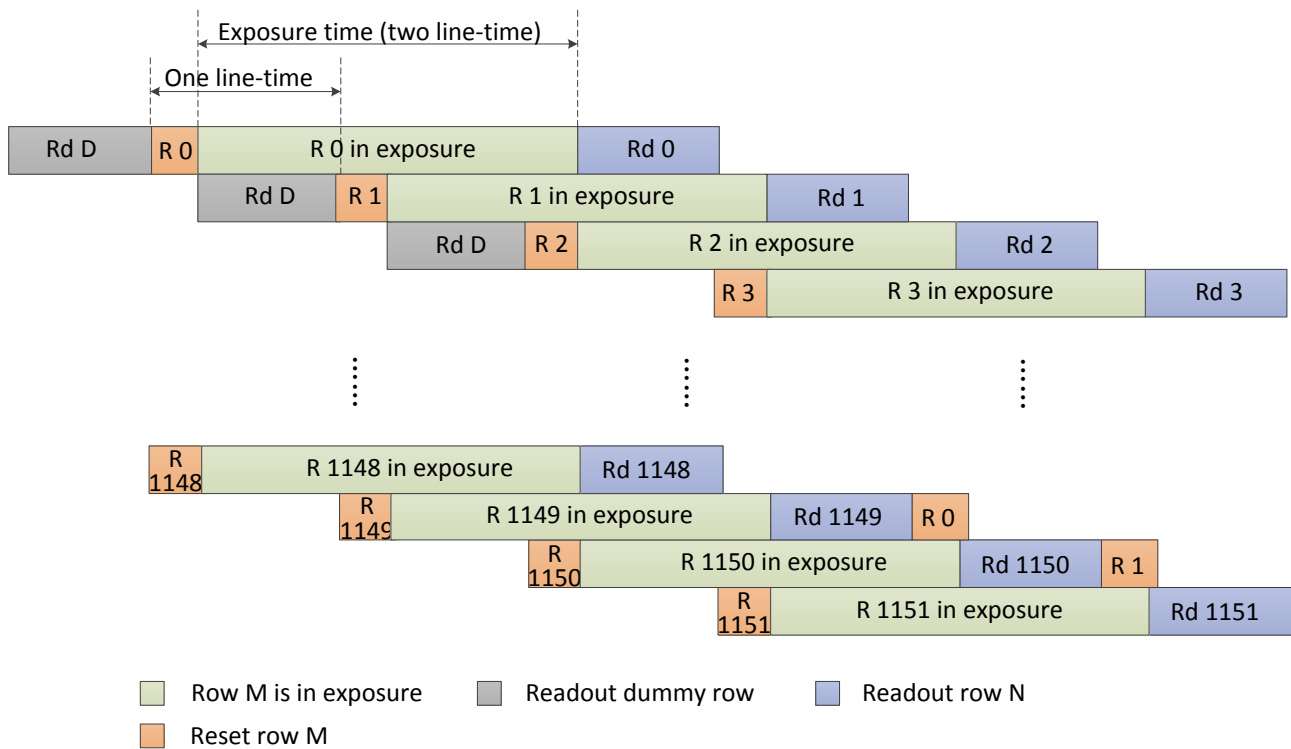 Exposure time (two line-time)
One line-time
Rd D R 0 R 0 in exposure Rd 0
Rd D R 1 R 1 in exposure Rd 1
Rd D R 2 R 2 in exposure Rd 2
R 3 R 3 in exposure Rd 3
R
1148 R 1148 in exposure Rd 1148
R
1149 R 1149 in exposure Rd 1149 R 0
R
1150 R 1150 in exposure Rd 1150 R 1
R
1151 R 1151 in exposure Rd 1151
Row M is in exposure Readout dummy row Readout row N
Reset row M